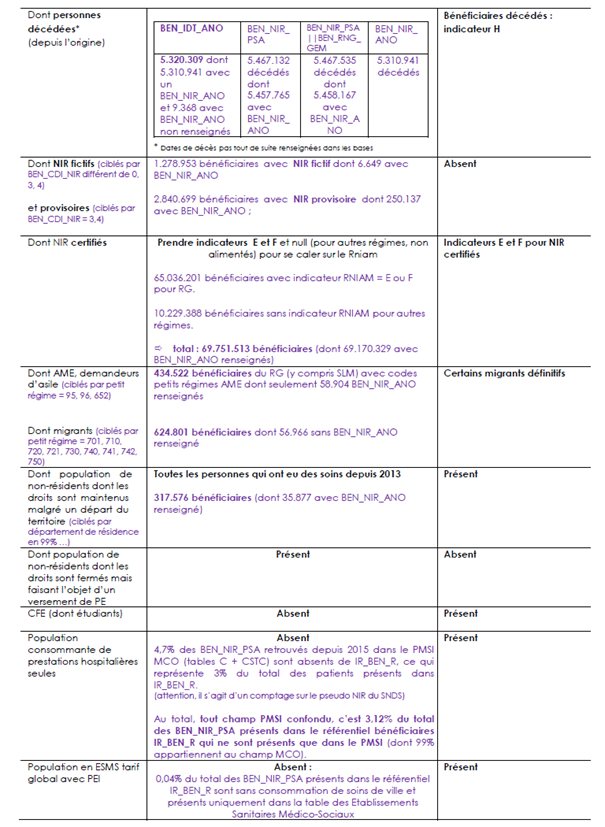 Dont personnes
décédées*
(depuis l'origine)
BEN_IDT_ANO
BEN_NIR_
PSA
BEN_NIR_PSA
||BEN_RNG_
GEM
BEN_NIR_
ANO
5.320.309 dont
5.310.941 avec
un
BEN_NIR_ANO
et 9.368 avec
BEN_NIR_ANO
non renseignés
5.467.132
décédés
dont
5.457.765
avec
BEN_NIR_
ANO
5.467.535
décédés
dont
5.458.167
avec
BEN_NIR_A
NO
5.310.941
décédés
* Dates de décès pas tout de suite renseignées dans les bases
Bénéficiaires décédés :
indicateur H
Dont NIR fictifs (ciblés par
BEN_CDI_NIR différent de 0,
3, 4)
et provisoires (ciblés par
BEN_CDI_NIR = 3,4)
1.278.953 bénéficiaires avec NIR fictif dont 6.649 avec
BEN_NIR_ANO
2.840.699 bénéficiaires avec NIR provisoire dont 250.137
avec BEN_NIR_ANO ;
Absent
Dont NIR certifiés
Prendre indicateurs E et F et null (pour autres régimes, non
alimentés) pour se caler sur le Rniam
65.036.201 bénéficiaires avec indicateur RNIAM = E ou F
pour RG.
10.229.388 bénéficiaires sans indicateur RNIAM pour autres
régimes.
⇨ total : 69.751.513 bénéficiaires (dont 69.170.329 avec
BEN_NIR_ANO renseignés)
Indicateurs E et F pour NIR
certifiés
Dont AME, demandeurs
d'asile (ciblés par petit
régime = 95, 96, 652)
Dont migrants (ciblés par
petit régime = 701, 710,
720, 721, 730, 740, 741, 742,
750)
434.522 bénéficiaires du RG (y compris SLM) avec codes
petits régimes AME dont seulement 58.904 BEN_NIR_ANO
renseignés
624.801 bénéficiaires dont 56.966 sans BEN_NIR_ANO
renseigné
Certains migrants définitifs
Dont population de
non-résidents dont les
droits sont maintenus
malgré un départ du
territoire (ciblés par
département de résidence
en 99% ...)
Toutes les personnes qui ont eu des soins depuis 2013
317.576 bénéficiaires (dont 35.877 avec BEN_NIR_ANO
renseigné)
Présent
Dont population de
non-résidents dont les
droits sont fermés mais
faisant l'objet d'un
versement de PE
Présent
Absent
CFE (dont étudiants)
Absent
Présent
Population
consommante de
prestations hospitalières
seules
Absent
4,7% des BEN_NIR_PSA retrouvés depuis 2015 dans le PMSI
MCO (tables C + CSTC) sont absents de IR_BEN_R, ce qui
représente 3% du total des patients présents dans
IR_BEN_R.
(attention, il s'agit d'un comptage sur le pseudo NIR du SNDS)
Au total, tout champ PMSI confondu, c'est 3,12% du total
des BEN_NIR_PSA présents dans le référentiel bénéficiaires
IR_BEN_R qui ne sont présents que dans le PMSI (dont 99%
appartiennent au champ MCO).
Présent
Population en ESMS tarif
global avec PEI
Absent :
0,04% du total des BEN_NIR_PSA présents dans le référentiel
IR_BEN_R sont sans consommation de soins de ville et
présents uniquement dans la table des Etablissements
Sanitaires Médico-Sociaux
Présent